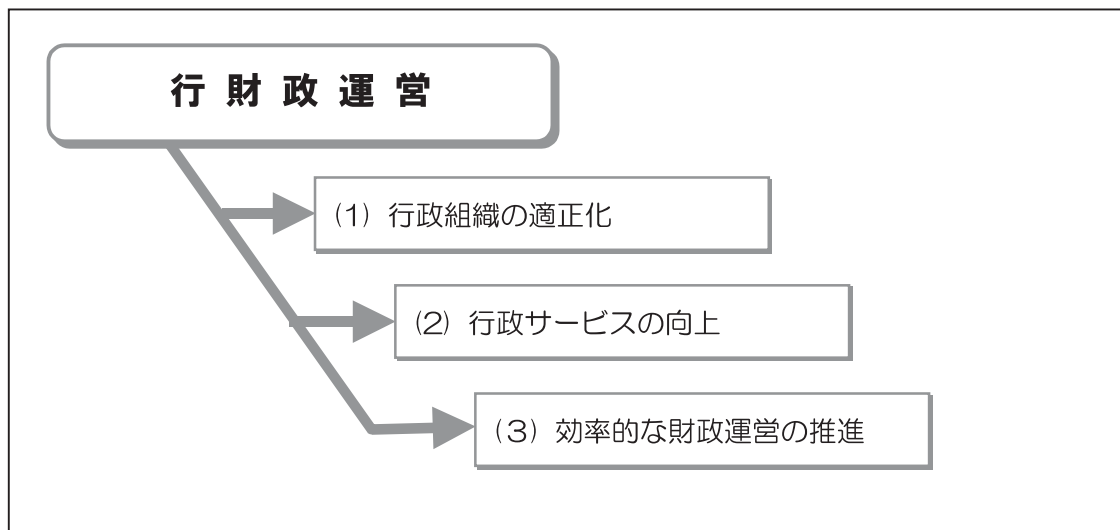 行財政運営
(1) 行政組織の適正化
(2) 行政サービスの向上
(3) 効率的な財政運営の推進